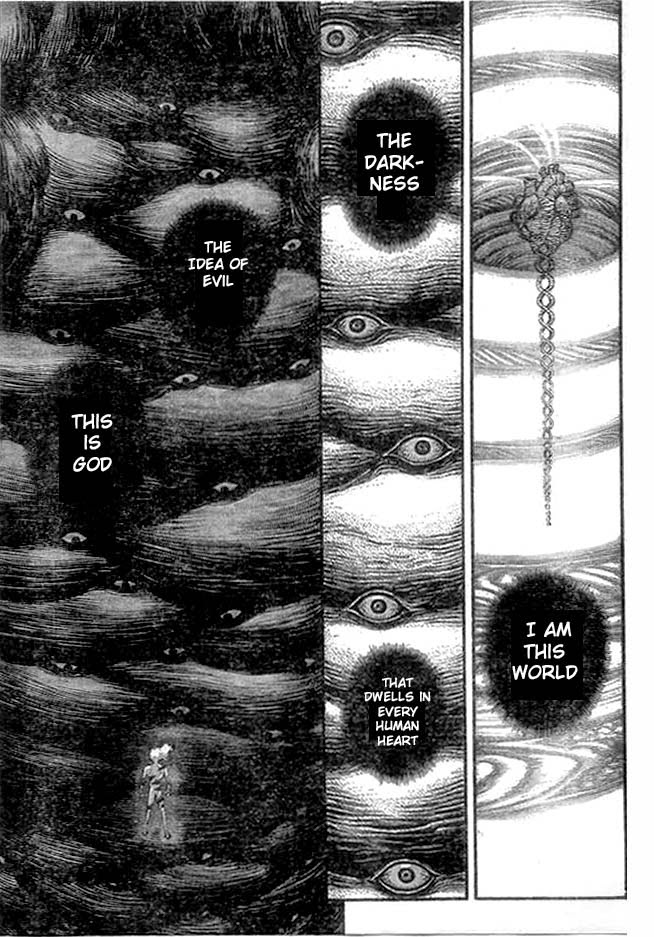 I AM
THIS
WORLD
THE
DARK-
NESS
THAT
DWELLS IN
EVERY
HUMAN
HEART
THE
IDEA OF
EVIL
THIS
IS
GOD